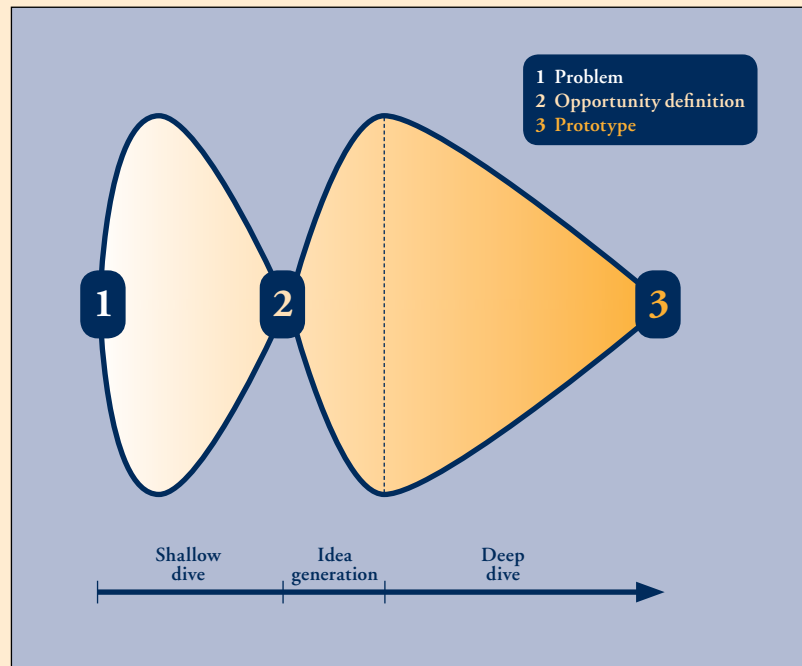 1 Problem
2 Opportunity definition
3 Prototype
1
2
3
Shallow
dive
Idea
generation
Deep
dive